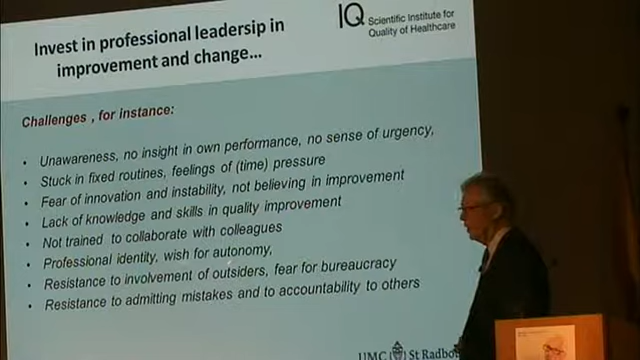 Invest in professional leadership in
improvement and change...
IQ Scientific Institute for
Quality of Healthcare
Challenges , for instance:
• Unawareness, no insight in own performance, no sense of urgency,
• Stuck in fixed routines, feelings of (time) pressure
• Fear of innovation and instability, not believing in improvement
• Lack of knowledge and skills in quality improvement
• Not trained to collaborate with colleagues
• Professional identity, wish for autonomy,
• Resistance to involvement of outsiders, fear for bureaucracy
• Resistance to admitting mistakes and to accountability to others
UMC St Radbo